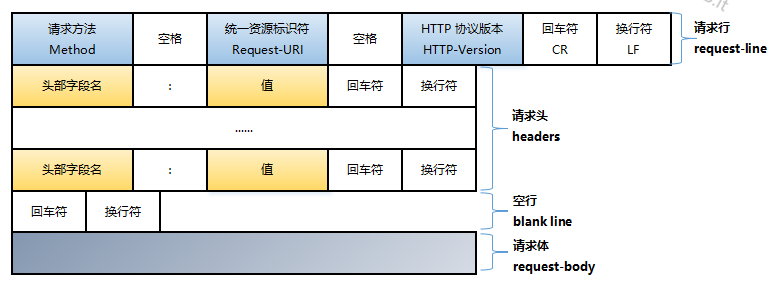 请求方法 空格 统一资源标识符 空格 HTTP 协议版本 回车符 换行符 请求行
Method Request-URI HTTP-Version CR LF request-line
头部字段名 : 值 回车符 换行符
...... 请求头
headers
头部字段名 : 值 回车符 换行符
回车符 换行符 空行
blank line
请求体
request-body